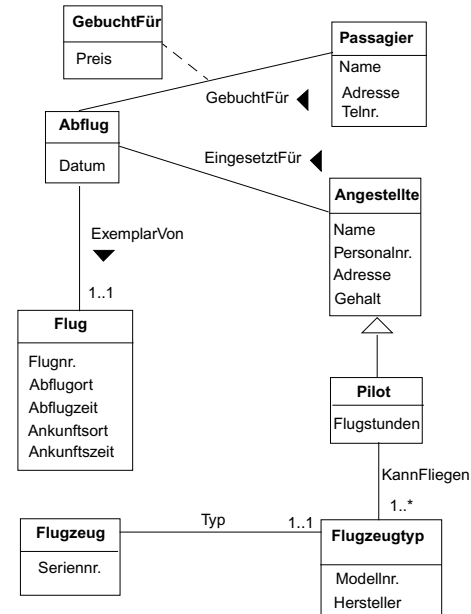 GebuchtFür
Preis
Passagier
Name
Adresse
Telnr.
GebuchtFür
Abflug
Datum
EingesetztFür
Angestellte
Name
Personalnr.
Adresse
Gehalt
ExemplarVon
1..1
Flug
Flugnr.
Abflugort
Abflugzeit
Ankunftsort
Ankunftszeit
Pilot
Flugstunden
KannFliegen
1..*
Flugzeug
Seriennr.
Typ
1..1
Flugzeugtyp
Modellnr.
Hersteller